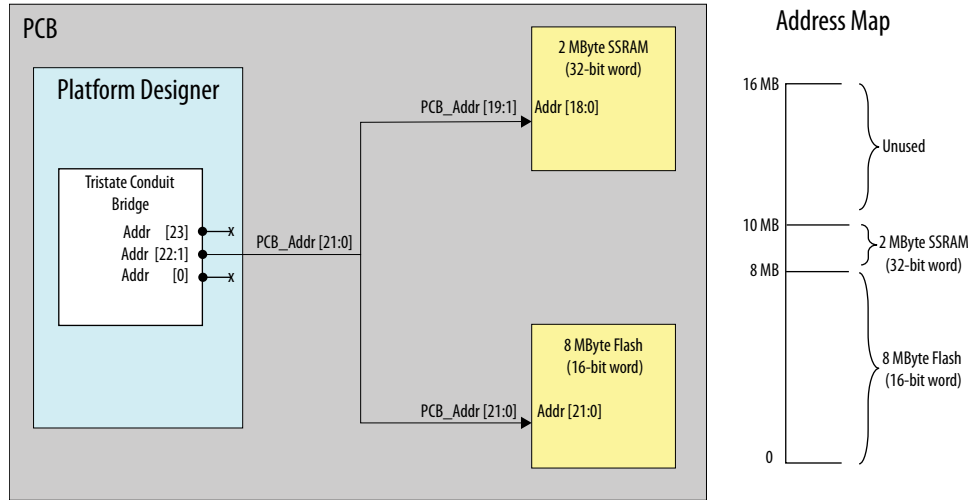 PCB
Platform Designer
Tristate Conduit
Bridge
Addr [23]
Addr [22:1]
Addr [0]
x
x
PCB_Addr [21:0]
PCB_Addr [19:1]
2 MByte SSRAM
(32-bit word)
Addr [18:0]
PCB_Addr [21:0]
8 MByte Flash
(16-bit word)
Addr [21:0]
Address Map
16 MB
Unused
10 MB
2 MByte SSRAM
(32-bit word)
8 MB
8 MByte Flash
(16-bit word)
0